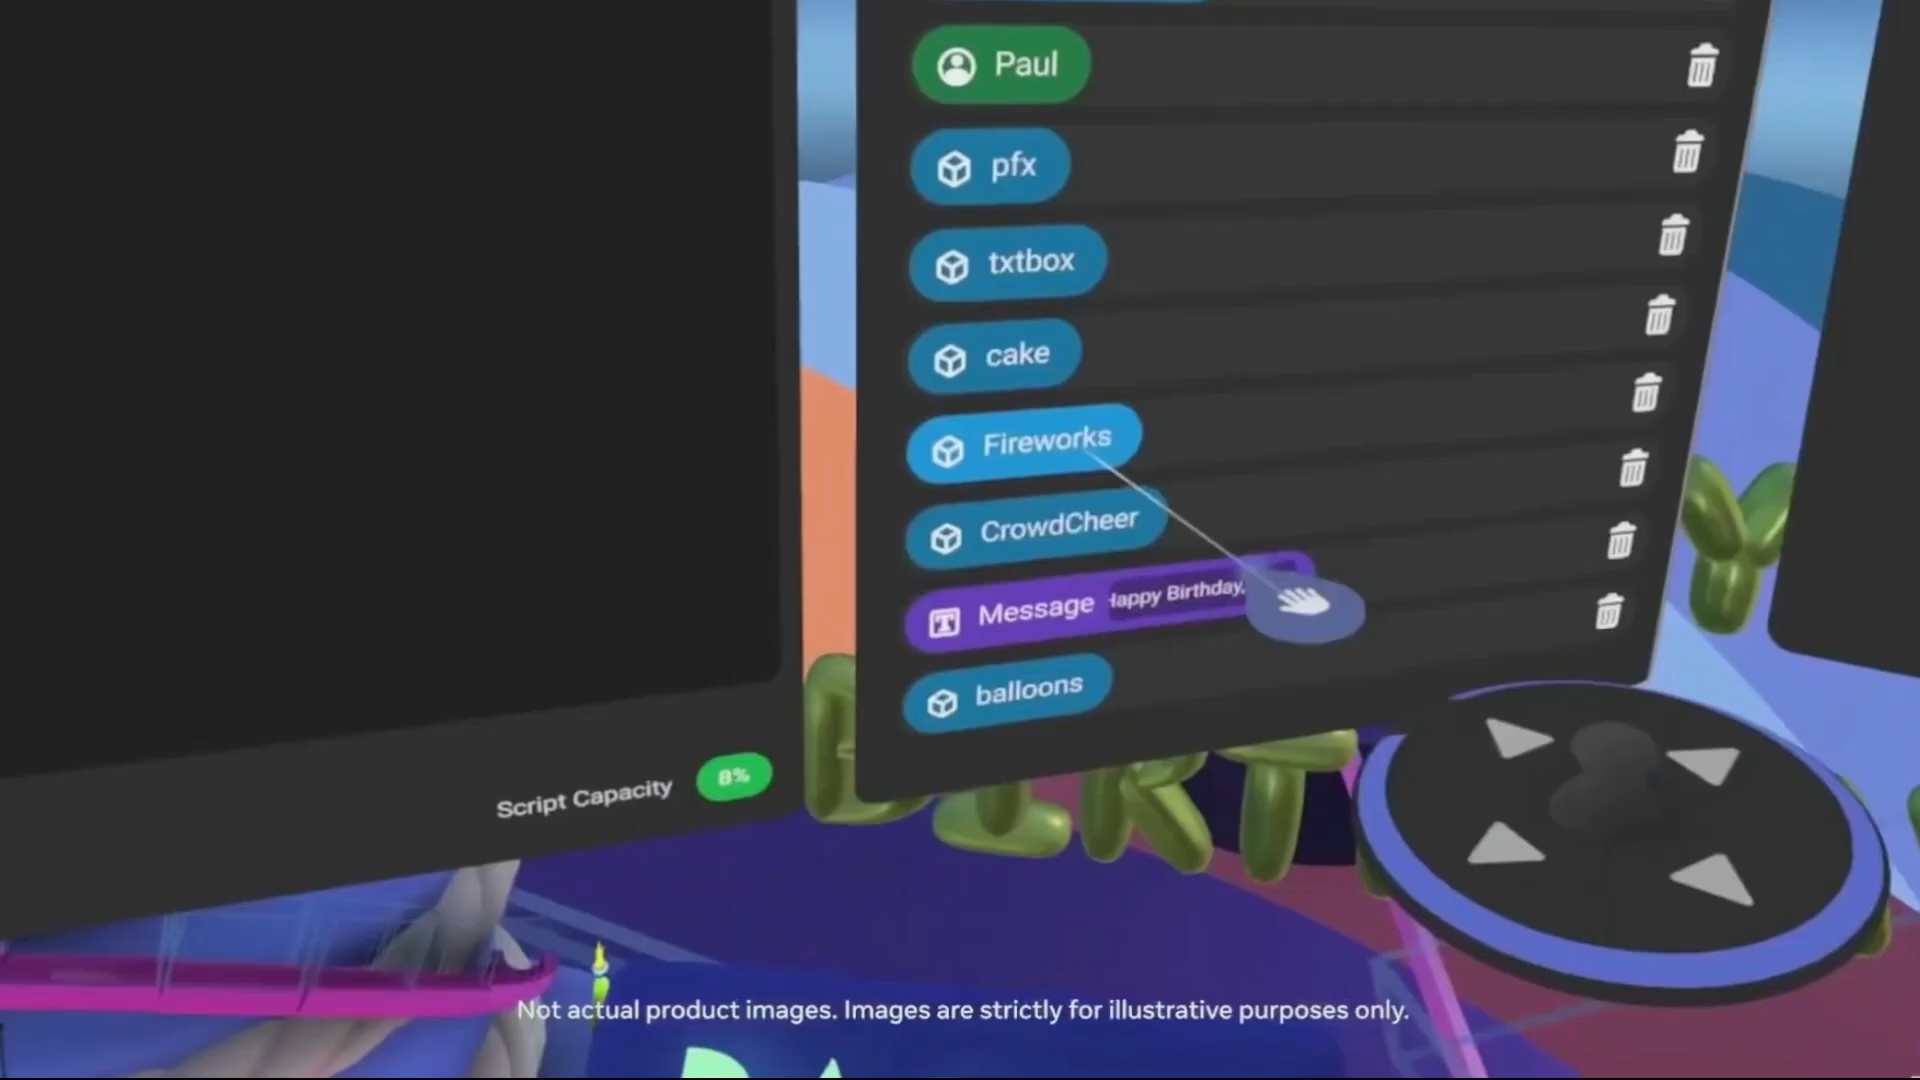 Paul
pfx
txtbox
cake
Fireworks
CrowdCheer
Message
Birthday,
balloons
Script Capacity 8%
Not actual product images. Images are strictly for illustrative purposes only.